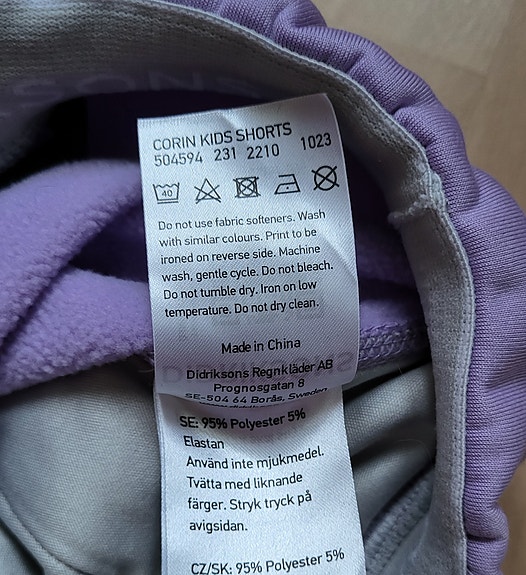 CORIN KIDS SHORTS
504594 231 2210 1023
40
Do not use fabric softeners. Wash
with similar colours. Print to be
ironed on reverse side. Machine
wash, gentle cycle. Do not bleach.
Do not tumble dry. Iron on low
temperature. Do not dry clean.
Made in China
Didriksons Regnkläder AB
Prognosgatan 8
SE-504 64 Borås, Sweden
SE: 95% Polyester 5%
Elastan
Använd inte mjukmedel.
Tvätta med liknande
färger. Stryk tryck på
avigsidan.
CZ/SK: 95% Polyester 5%